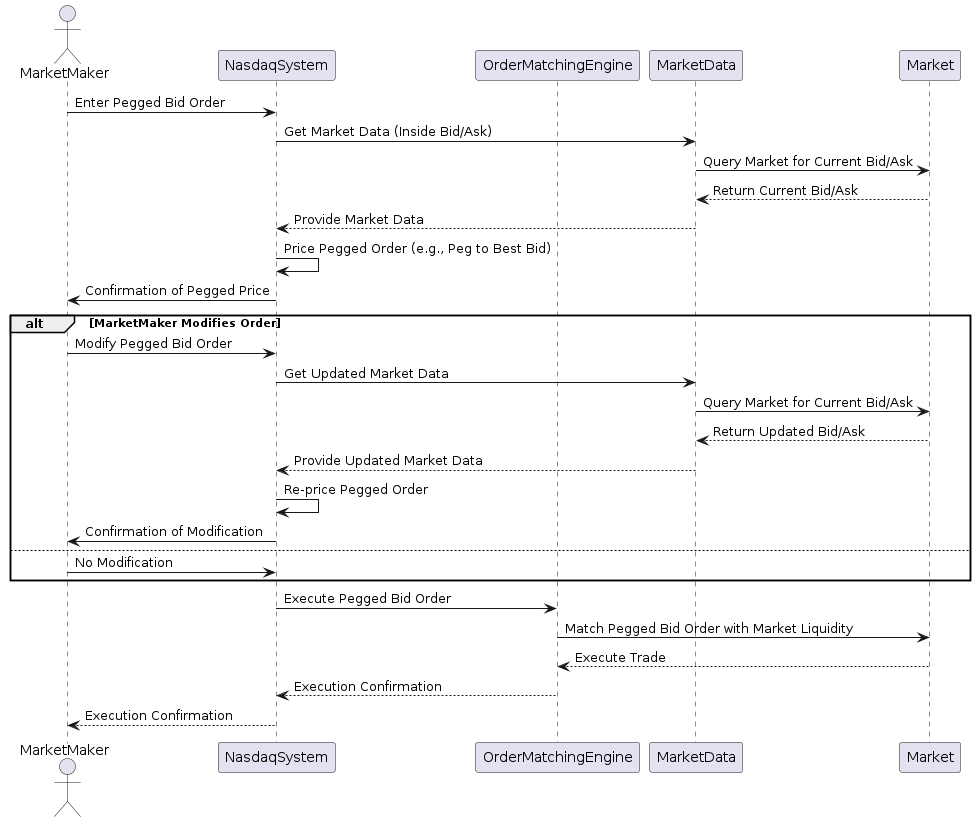 MarketMaker
NasdaqSystem
OrderMatchingEngine
MarketData
Market
Enter Pegged Bid Order
Get Market Data (Inside Bid/Ask)
Query Market for Current Bid/Ask
Return Current Bid/Ask
Provide Market Data
Price Pegged Order (e.g., Peg to Best Bid)
Confirmation of Pegged Price
alt
[MarketMaker Modifies Order]
Modify Pegged Bid Order
Get Updated Market Data
Query Market for Current Bid/Ask
Return Updated Bid/Ask
Provide Updated Market Data
Re-price Pegged Order
Confirmation of Modification
No Modification
Execute Pegged Bid Order
Match Pegged Bid Order with Market Liquidity
Execute Trade
Execution Confirmation
Execution Confirmation
MarketMaker
NasdaqSystem
OrderMatchingEngine
MarketData
Market